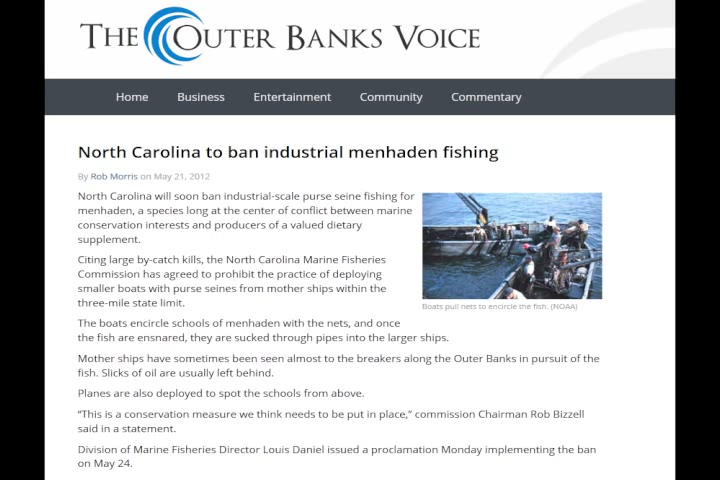 THE OUTER BANKS VOICE
Home Business Entertainment Community Commentary
North Carolina to ban industrial menhaden fishing
By Rob Morris on May 21, 2012
North Carolina will soon ban industrial-scale purse seine fishing for
menhaden, a species long at the center of conflict between marine
conservation interests and producers of a valued dietary
supplement.
Citing large by-catch kills, the North Carolina Marine Fisheries
Commission has agreed to prohibit the practice of deploying
smaller boats with purse seines from mother ships within the
three-mile state limit.
Boats pull nets to encircle the fish. (NOAA)
The boats encircle schools of menhaden with the nets, and once
the fish are ensnared, they are sucked through pipes into the larger ships.
Mother ships have sometimes been seen almost to the breakers along the Outer Banks in pursuit of the
fish. Slicks of oil are usually left behind.
Planes are also deployed to spot the schools from above.
“This is a conservation measure we think needs to be put in place,” commission Chairman Rob Bizzell
said in a statement.
Division of Marine Fisheries Director Louis Daniel issued a proclamation Monday implementing the ban
on May 24.